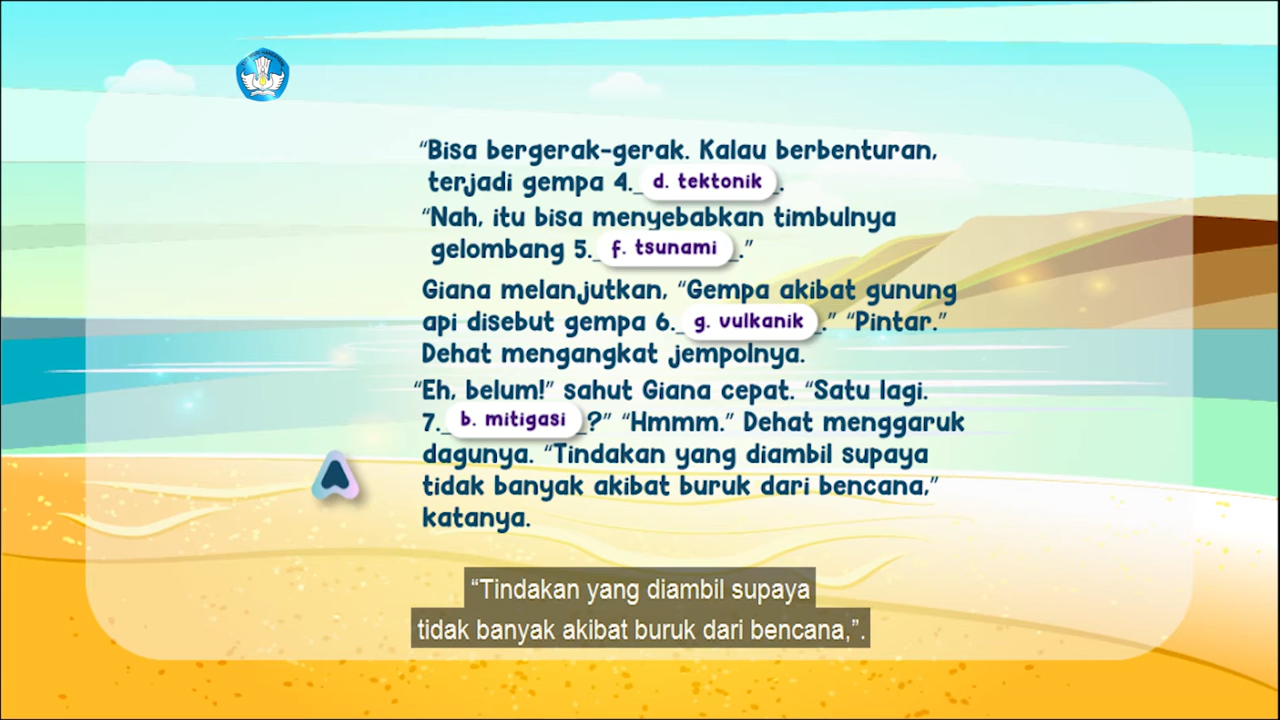 “Bisa bergerak-gerak. Kalau berbenturan,
terjadi gempa 4._ d. tektonik _.
“Nah, itu bisa menyebabkan timbulnya
gelombang 5._ f. tsunami _.”
Giana melanjutkan, “Gempa akibat gunung
api disebut gempa 6._ g. vulkanik _.” “Pintar.”
Dehat mengangkat jempolnya.
“Eh, belum!” sahut Giana cepat. “Satu lagi.
7._ b. mitigasi _?” “Hmmm.” Dehat menggaruk
dagunya. “Tindakan yang diambil supaya
tidak banyak akibat buruk dari bencana,”
katanya.
“Tindakan yang diambil supaya
tidak banyak akibat buruk dari bencana,”.